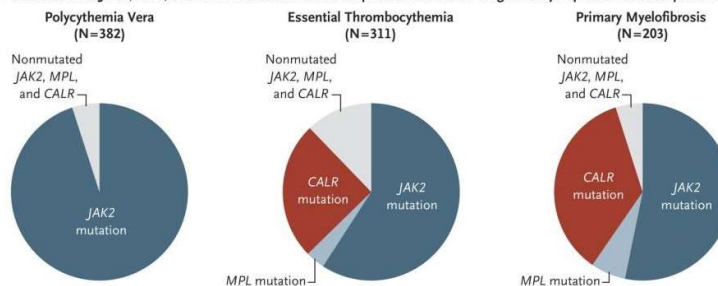 Polycythemia Vera
(N=382)
Nonmutated
JAK2, MPL,
and CALR
JAK2
mutation
Essential Thrombocythemia
(N=311)
Nonmutated
JAK2, MPL,
and CALR
CALR
mutation
JAK2
mutation
MPL mutation
Primary Myelofibrosis
(N=203)
Nonmutated
JAK2, MPL,
and CALR
CALR
mutation
JAK2
mutation
MPL mutation